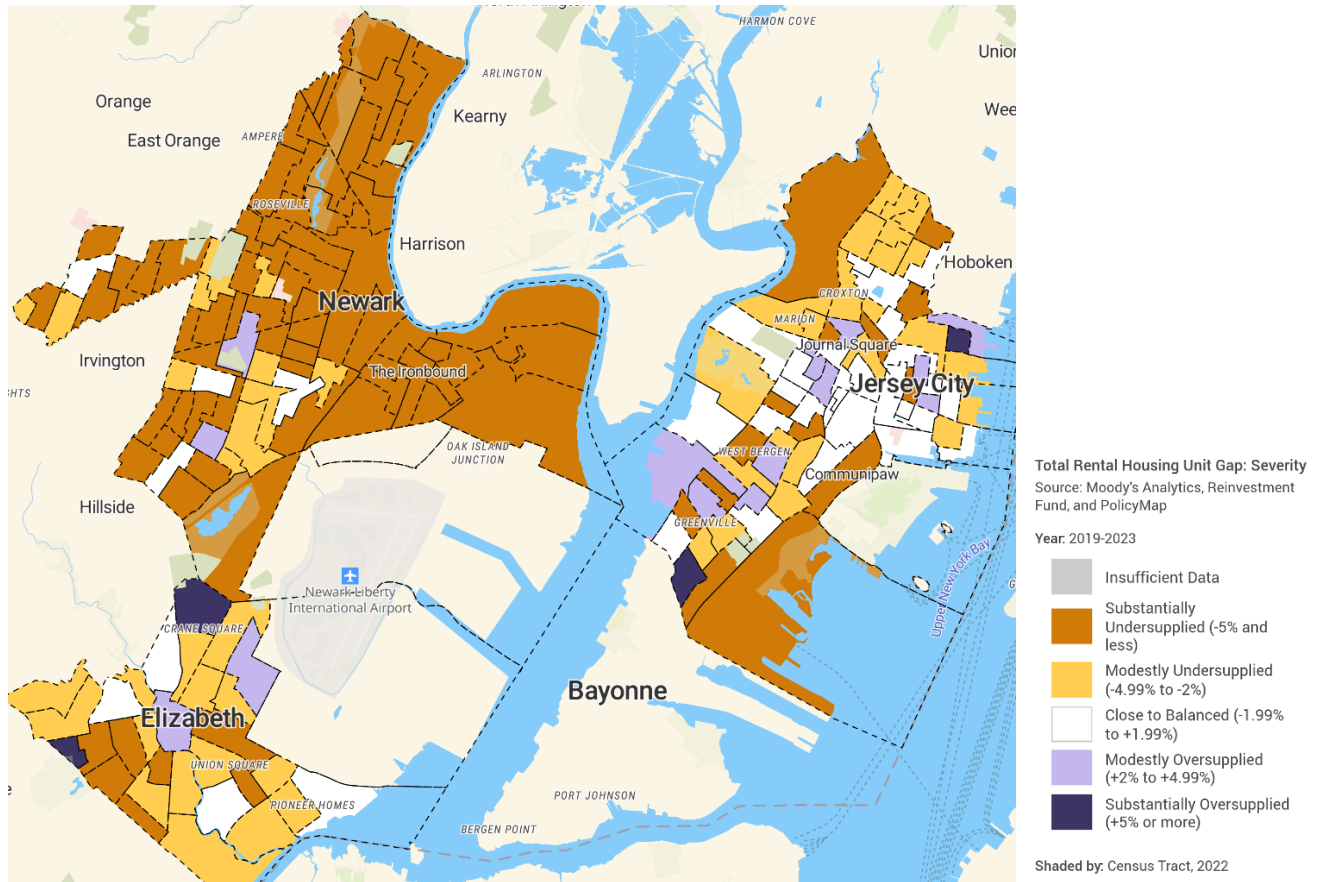 HARMON COVE
Union
ARLINGTON
Orange
Kearny
Wee
East Orange
AMPERE
ROSEVILLE
Harrison
Hoboken
Newark
CROXTON
MARION
Journal Square
Irvington
The Ironbound
Jersey City
GHTS
OAK ISLAND
JUNCTION
WEST BERGEN
Communipaw
Hillside
GREENVILLE
Newark Liberty
International Airport
Upper New York Bay
CRANE SQUARE
Bayonne
Elizabeth
UNION SQUARE
PORT JOHNSON
PIONEER HOMES
BERGEN POINT
Total Rental Housing Unit Gap: Severity
Source: Moody's Analytics, Reinvestment
Fund, and PolicyMap
Year: 2019-2023
Insufficient Data
Substantially
Undersupplied (-5% and
less)
Modestly Undersupplied
(-4.99% to -2%)
Close to Balanced (-1.99%
to +1.99%)
Modestly Oversupplied
(+2% to +4.99%)
Substantially Oversupplied
(+5% or more)
Shaded by: Census Tract, 2022